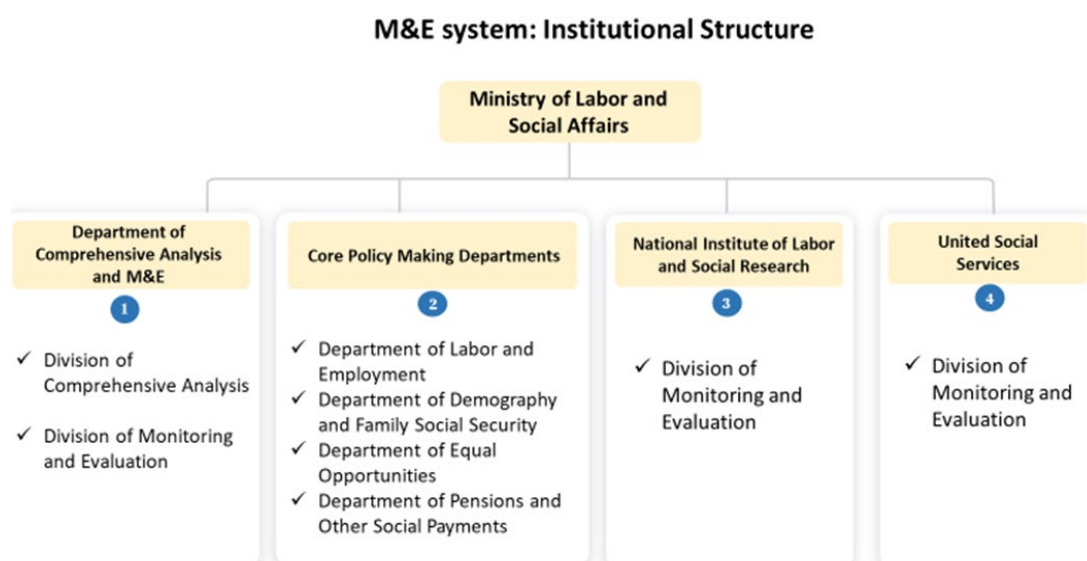 M&E system: Institutional Structure
Ministry of Labor and
Social Affairs
Department of
Comprehensive Analysis
and M&E
1
✓ Division of
Comprehensive Analysis
✓ Division of Monitoring
and Evaluation
Core Policy Making Departments
2
✓ Department of Labor and
Employment
✓ Department of Demography
and Family Social Security
✓ Department of Equal
Opportunities
✓ Department of Pensions and
Other Social Payments
National Institute of Labor
and Social Research
3
✓ Division of
Monitoring and
Evaluation
United Social
Services
4
✓ Division of
Monitoring and
Evaluation